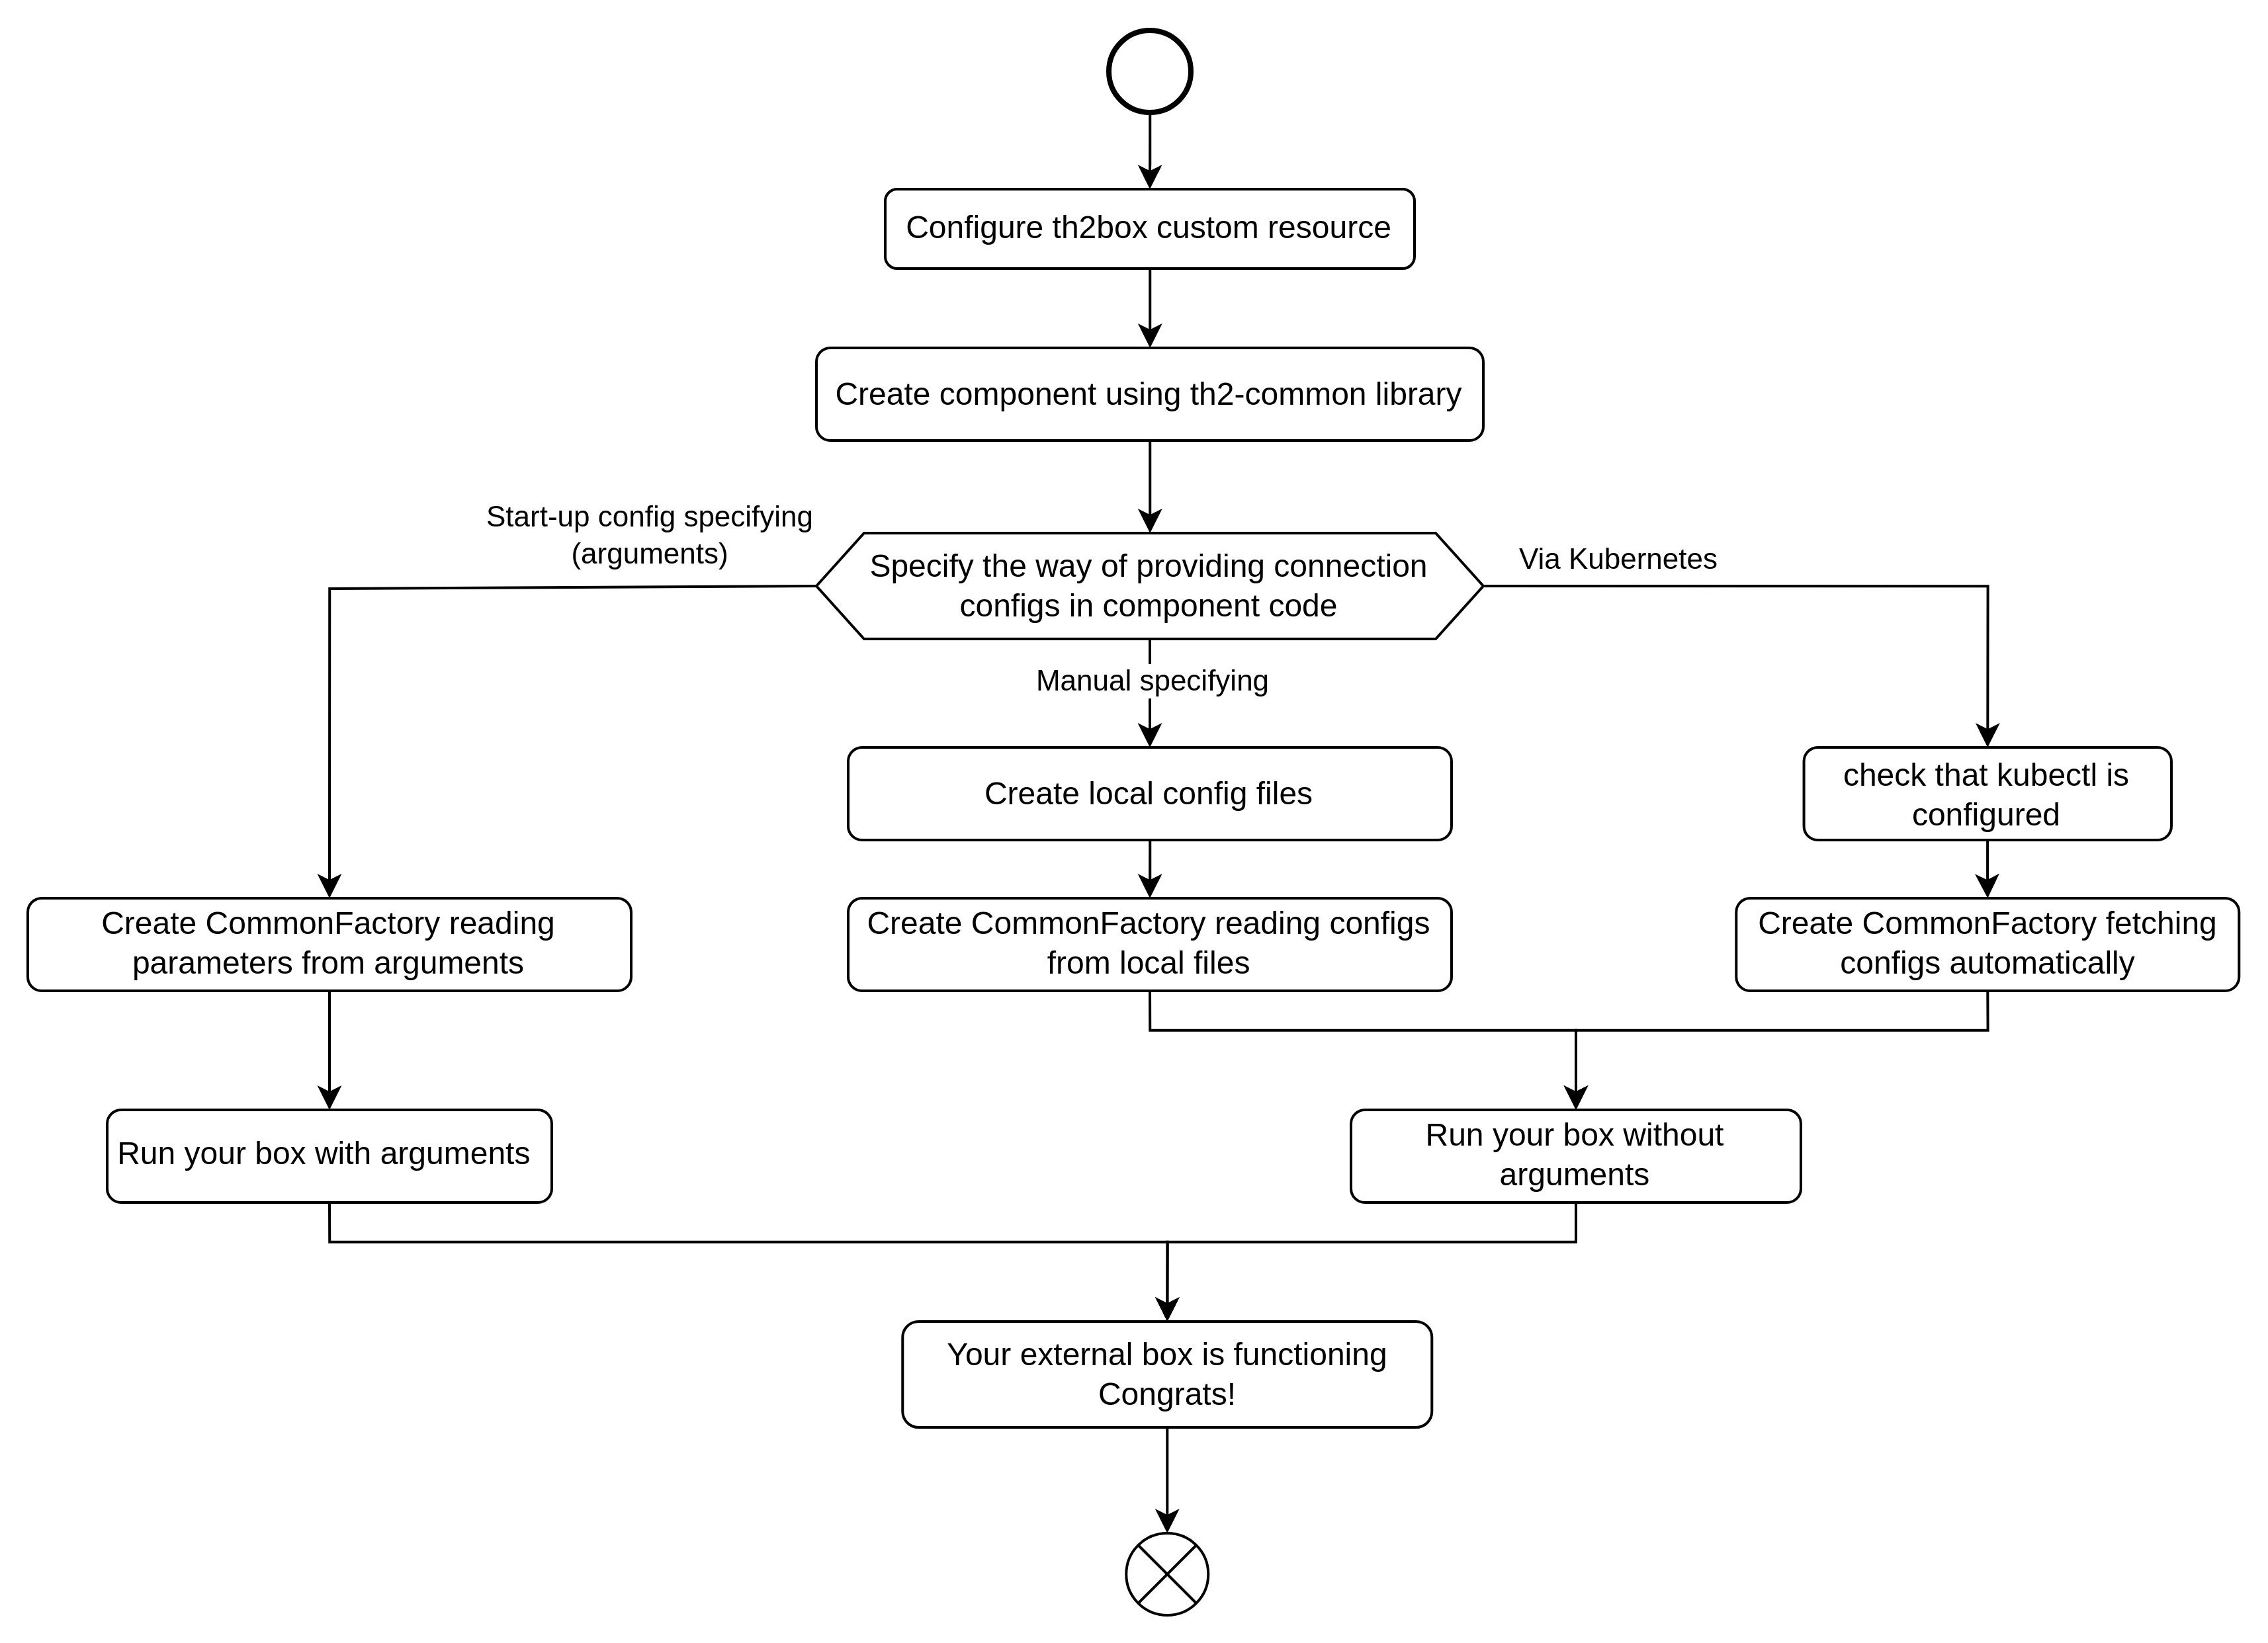 Configure th2box custom resource
Create component using th2-common library
Start-up config specifying
(arguments)
Specify the way of providing connection
configs in component code
Via Kubernetes
Manual specifying
Create local config files
check that kubectl is
configured
Create CommonFactory reading
parameters from arguments
Create CommonFactory reading configs
from local files
Create CommonFactory fetching
configs automatically
Run your box with arguments
Run your box without
arguments
Your external box is functioning
Congrats!